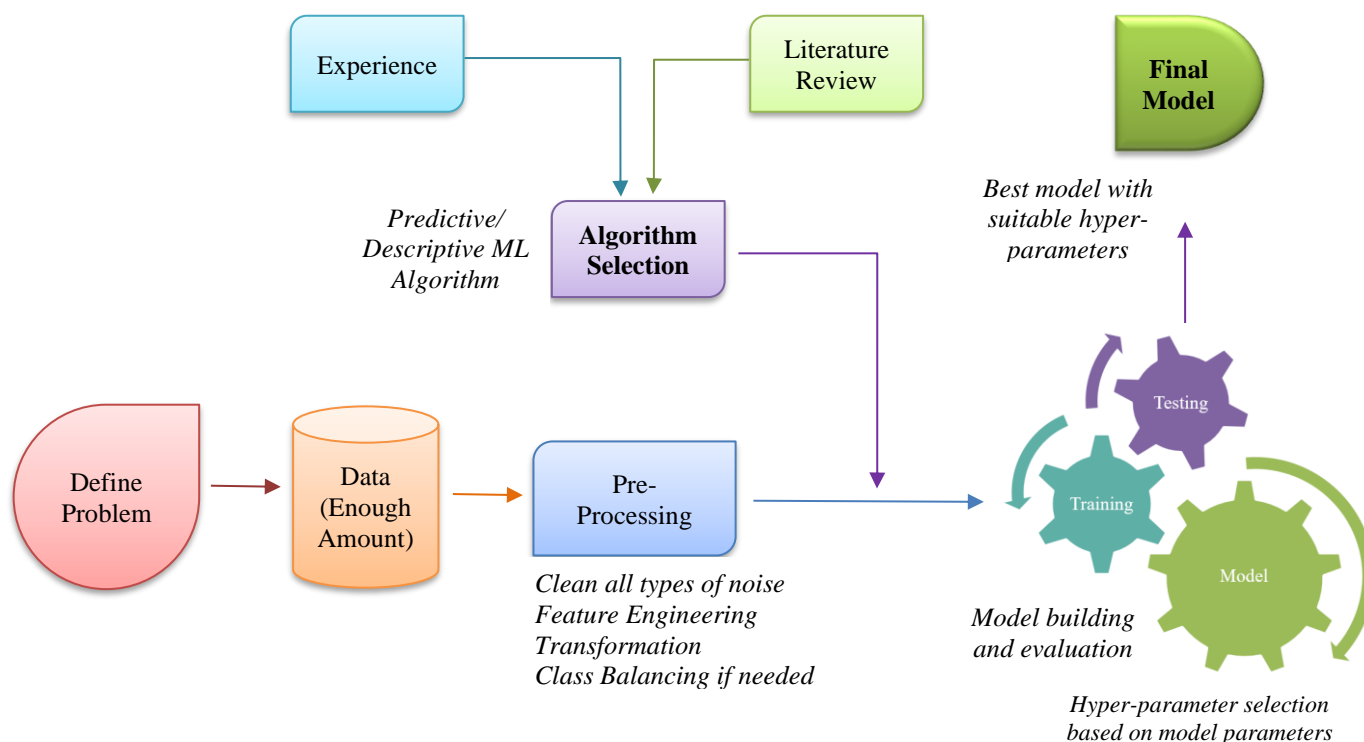 Experience
Literature
Review
Final
Model
Best model with
suitable hyper-
parameters
Predictive/
Descriptive ML
Algorithm
Algorithm
Selection
Define
Problem
Data
(Enough
Amount)
Pre-
Processing
Clean all types of noise
Feature Engineering
Transformation
Class Balancing if needed
Testing
Training
Model
Model building
and evaluation
Hyper-parameter selection
based on model parameters